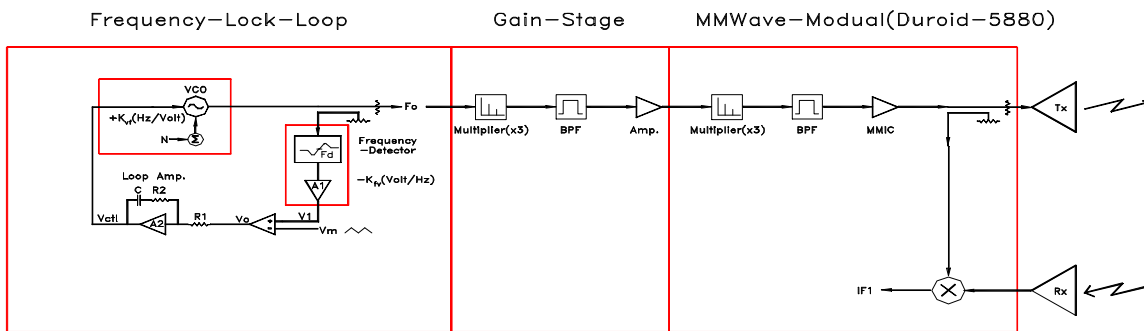 Frequency-Lock-Loop
Gain-Stage
MMWave-Modual(Duroid-5880)
VCO
+Kvf(Hz/Volt)
N
Σ
Fo
Multiplier(x3)
BPF
Amp.
Multiplier(x3)
BPF
MMIC
Tx
Fd
Frequency
-Detector
A1
-Kfv(Volt/Hz)
Loop Amp.
C
R2
Vctl
A2
R1
Vo
+
-
V1
Vm
IF1
X
Rx